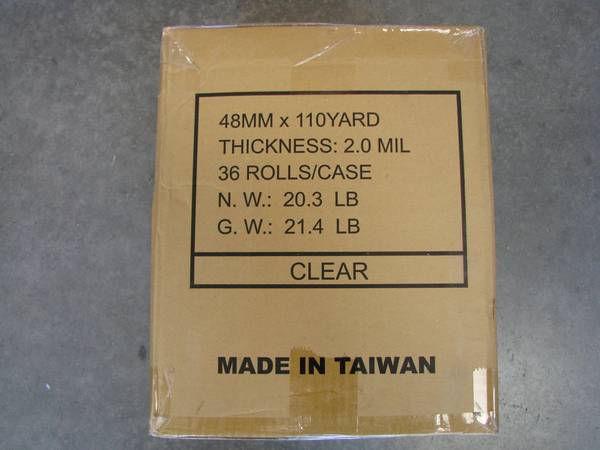 48MM x 110YARD
THICKNESS: 2.0 MIL
36 ROLLS/CASE
N. W.: 20.3 LB
G. W.: 21.4 LB
CLEAR
MADE IN TAIWAN